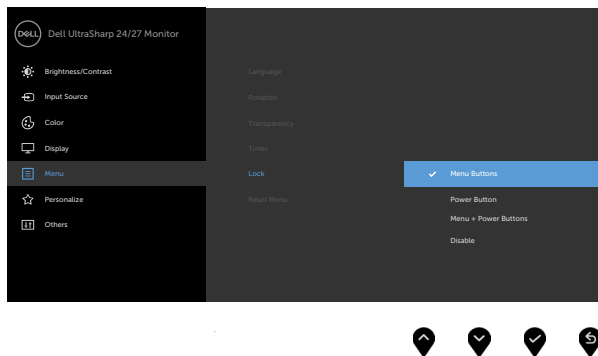 DELL Dell UltraSharp 24/27 Monitor
Brightness/Contrast
Language
Input Source
Rotation
Color
Transparency
Display
Timer
Menu
Lock
Menu Buttons
Personalize
Reset Menu
Power Button
Menu + Power Buttons
Others
Disable